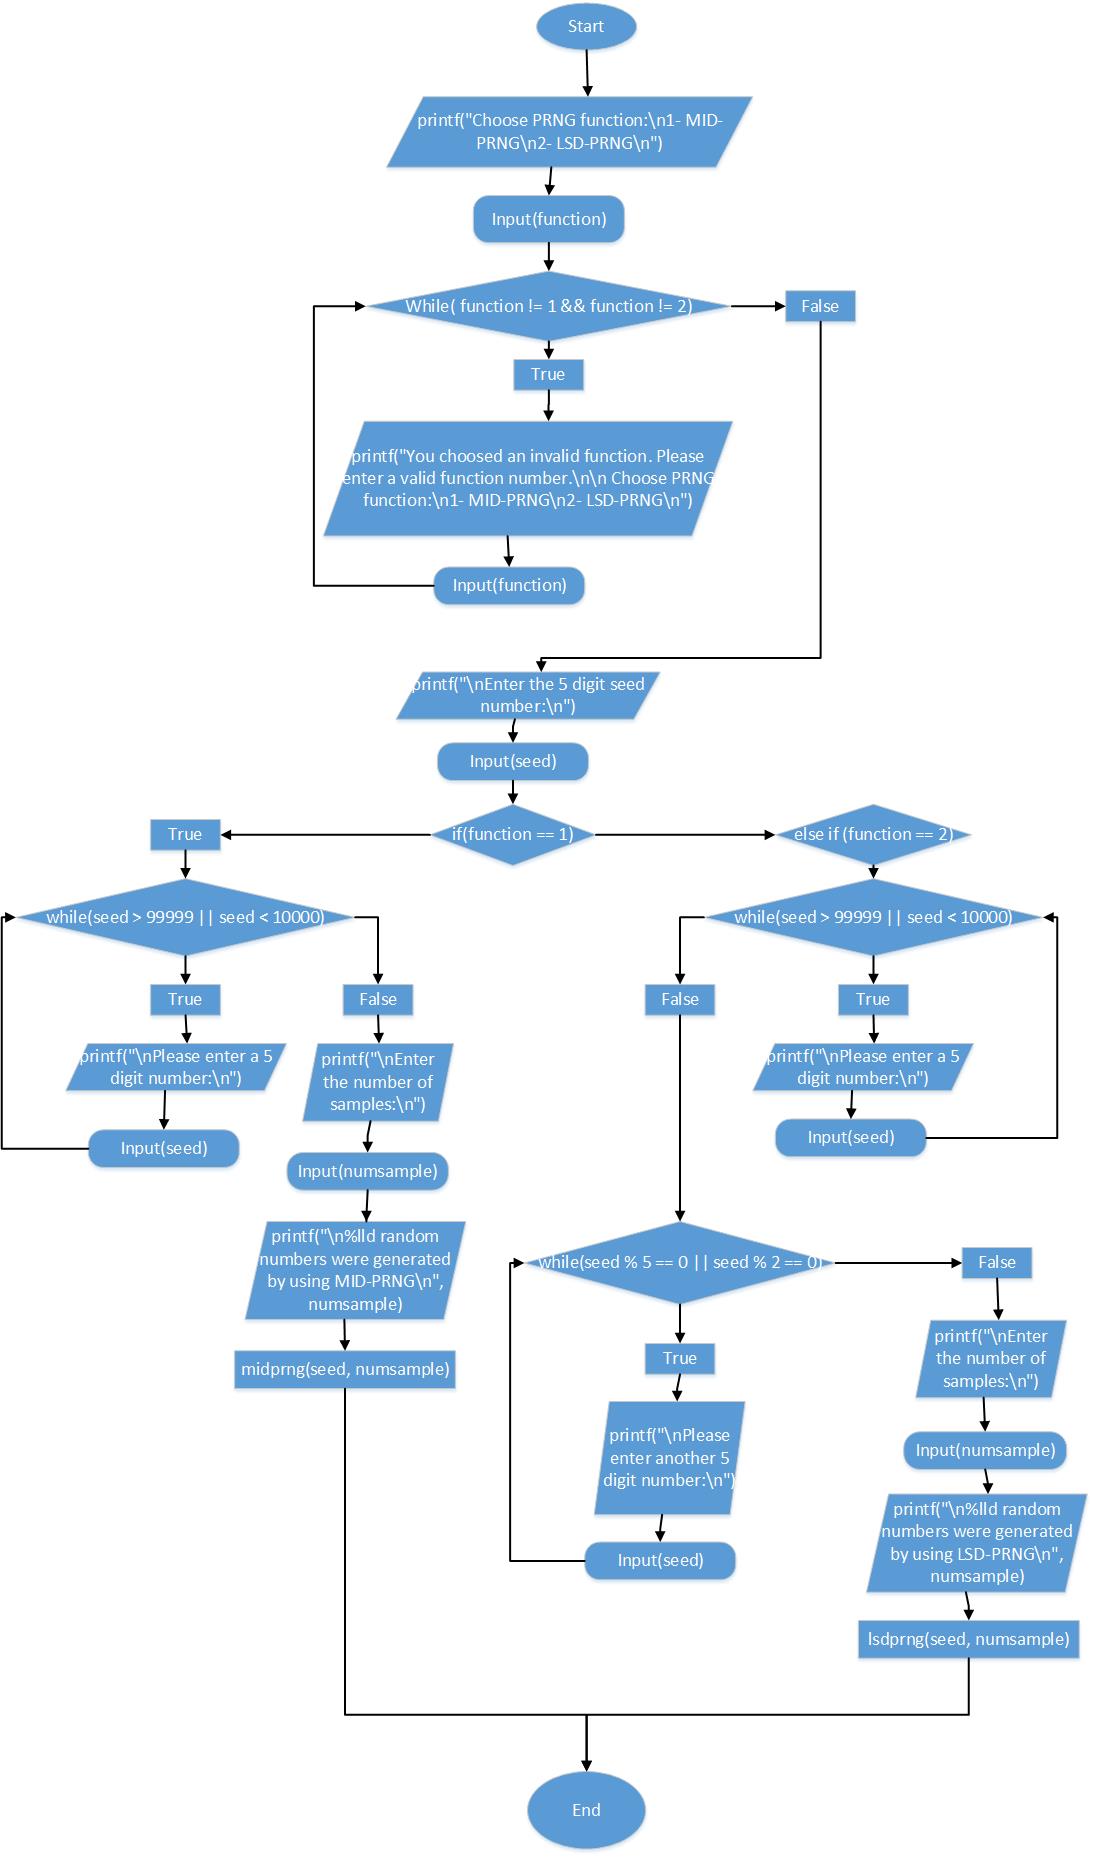 Start
printf("Choose PRNG function:\n1- MID-
PRNG\n2- LSD-PRNG\n")
Input(function)
While( function != 1 && function != 2)
False
True
printf("You choosed an invalid function. Please
enter a valid function number.\n\n Choose PRNG
function:\n1- MID-PRNG\n2- LSD-PRNG\n")
Input(function)
printf("\nEnter the 5 digit seed
number:\n")
Input(seed)
if(function == 1)
True
while(seed > 99999 || seed < 10000)
True
printf("\nPlease enter a 5
digit number:\n")
Input(seed)
False
printf("\nEnter
the number of
samples:\n")
Input(numsample)
printf("\n%lld random
numbers were generated
by using MID-PRNG\n",
numsample)
midprng(seed, numsample)
else if (function == 2)
while(seed > 99999 || seed < 10000)
True
printf("\nPlease enter a 5
digit number:\n")
Input(seed)
False
while(seed % 5 == 0 || seed % 2 == 0)
True
printf("\nPlease
enter another 5
digit number:\n")
Input(seed)
False
printf("\nEnter
the number of
samples:\n")
Input(numsample)
printf("\n%lld random
numbers were generated
by using LSD-PRNG\n",
numsample)
lsdprng(seed, numsample)
End